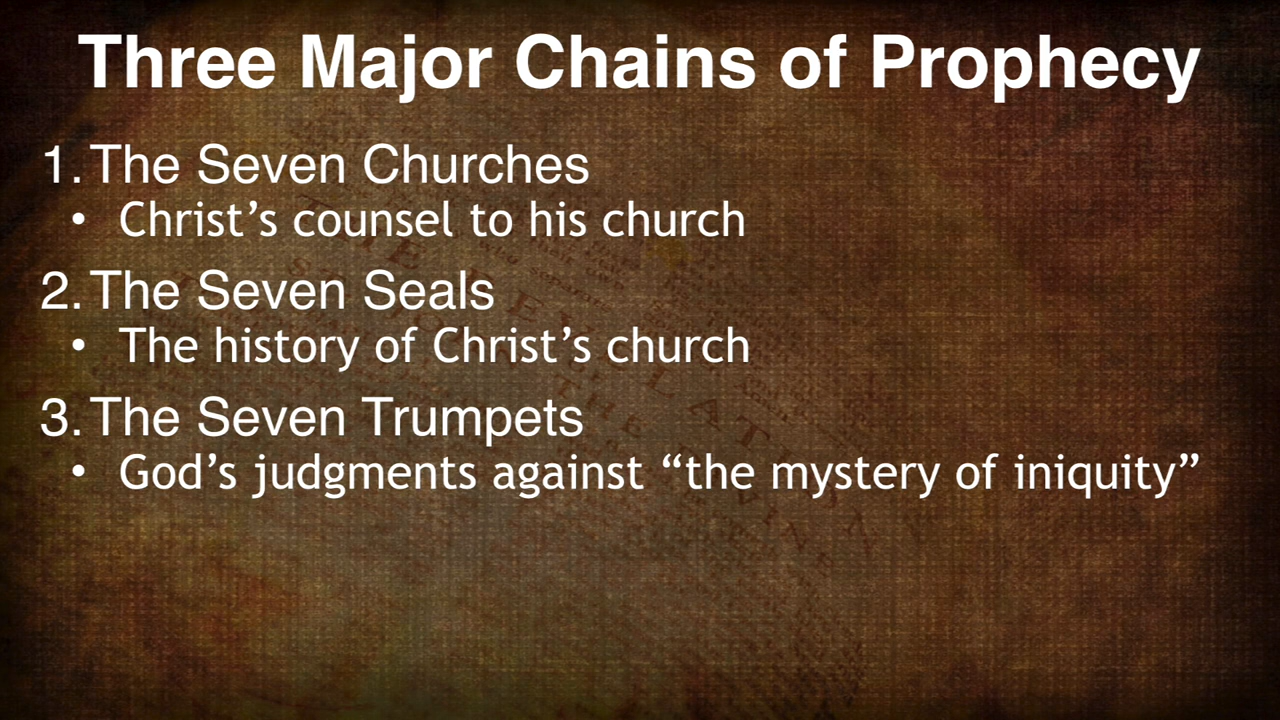 Three Major Chains of Prophecy
1. The Seven Churches
• Christ’s counsel to his church
2. The Seven Seals
• The history of Christ’s church
3. The Seven Trumpets
• God’s judgments against “the mystery of iniquity”